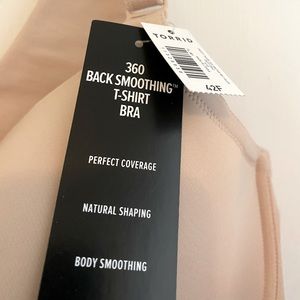 TORRID
42F
360
BACK SMOOTHING™
T-SHIRT
BRA
PERFECT COVERAGE
NATURAL SHAPING
BODY SMOOTHING